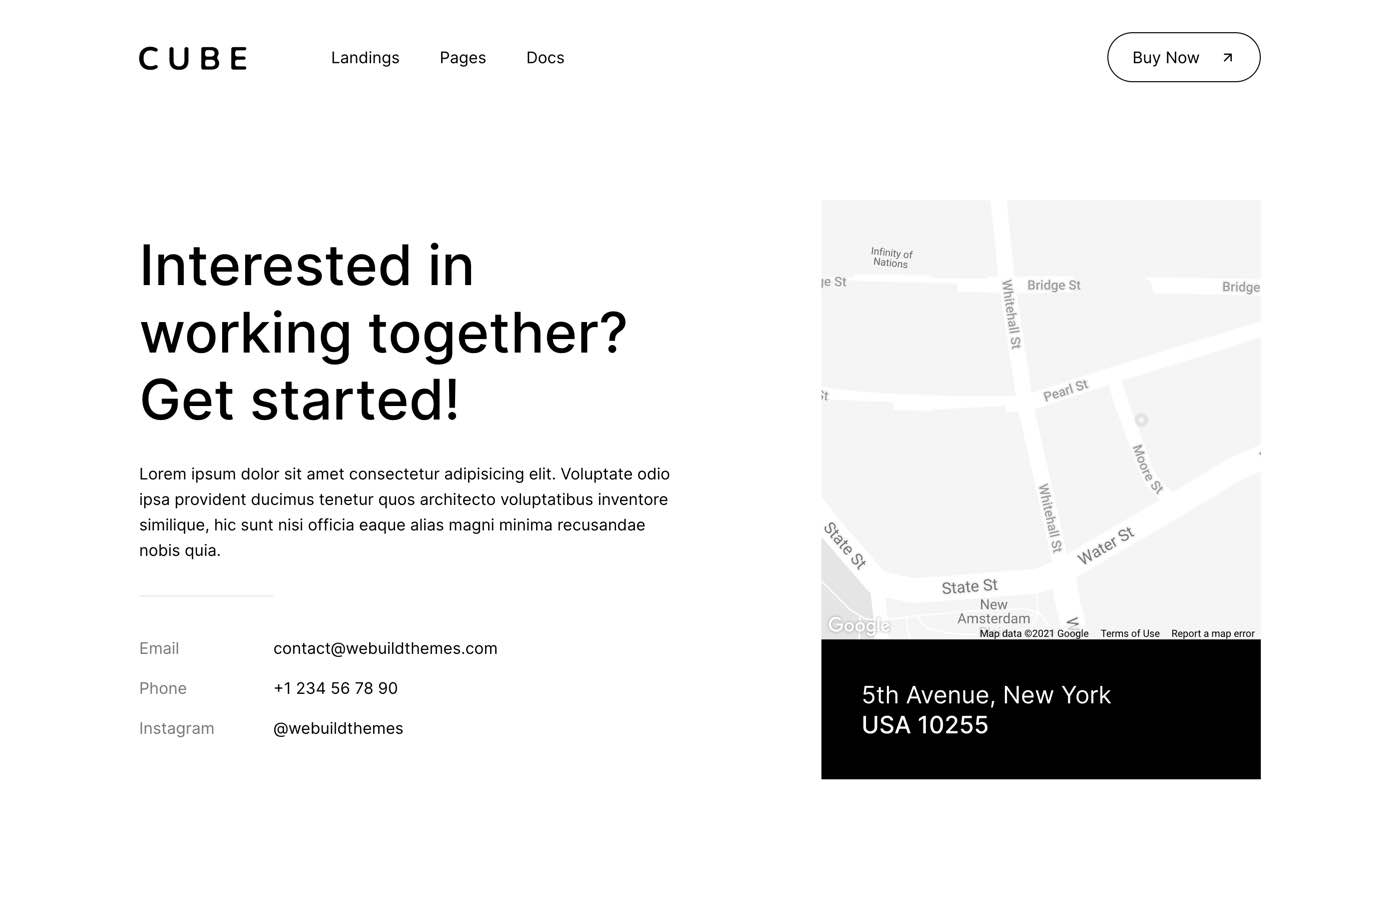 CUBE
Landings
Pages
Docs
Buy Now
Interested in
working together?
Get started!
Lorem ipsum dolor sit amet consectetur adipisicing elit. Voluptate odio
ipsa provident ducimus tenetur quos architecto voluptatibus inventore
similique, hic sunt nisi officia eaque alias magni minima recusandae
nobis quia.
Email
contact@webuildthemes.com
Phone
+1 234 56 78 90
Instagram
@webuildthemes
Infinity of
Nations
ge St
Whitehall St
Bridge St
Bridge
St
Pearl St
Moore St
Whitehall St
State St
Water St
State St
New
Amsterdam
W
Google
Map data ©2021 Google
Terms of Use
Report a map error
5th Avenue, New York
USA 10255